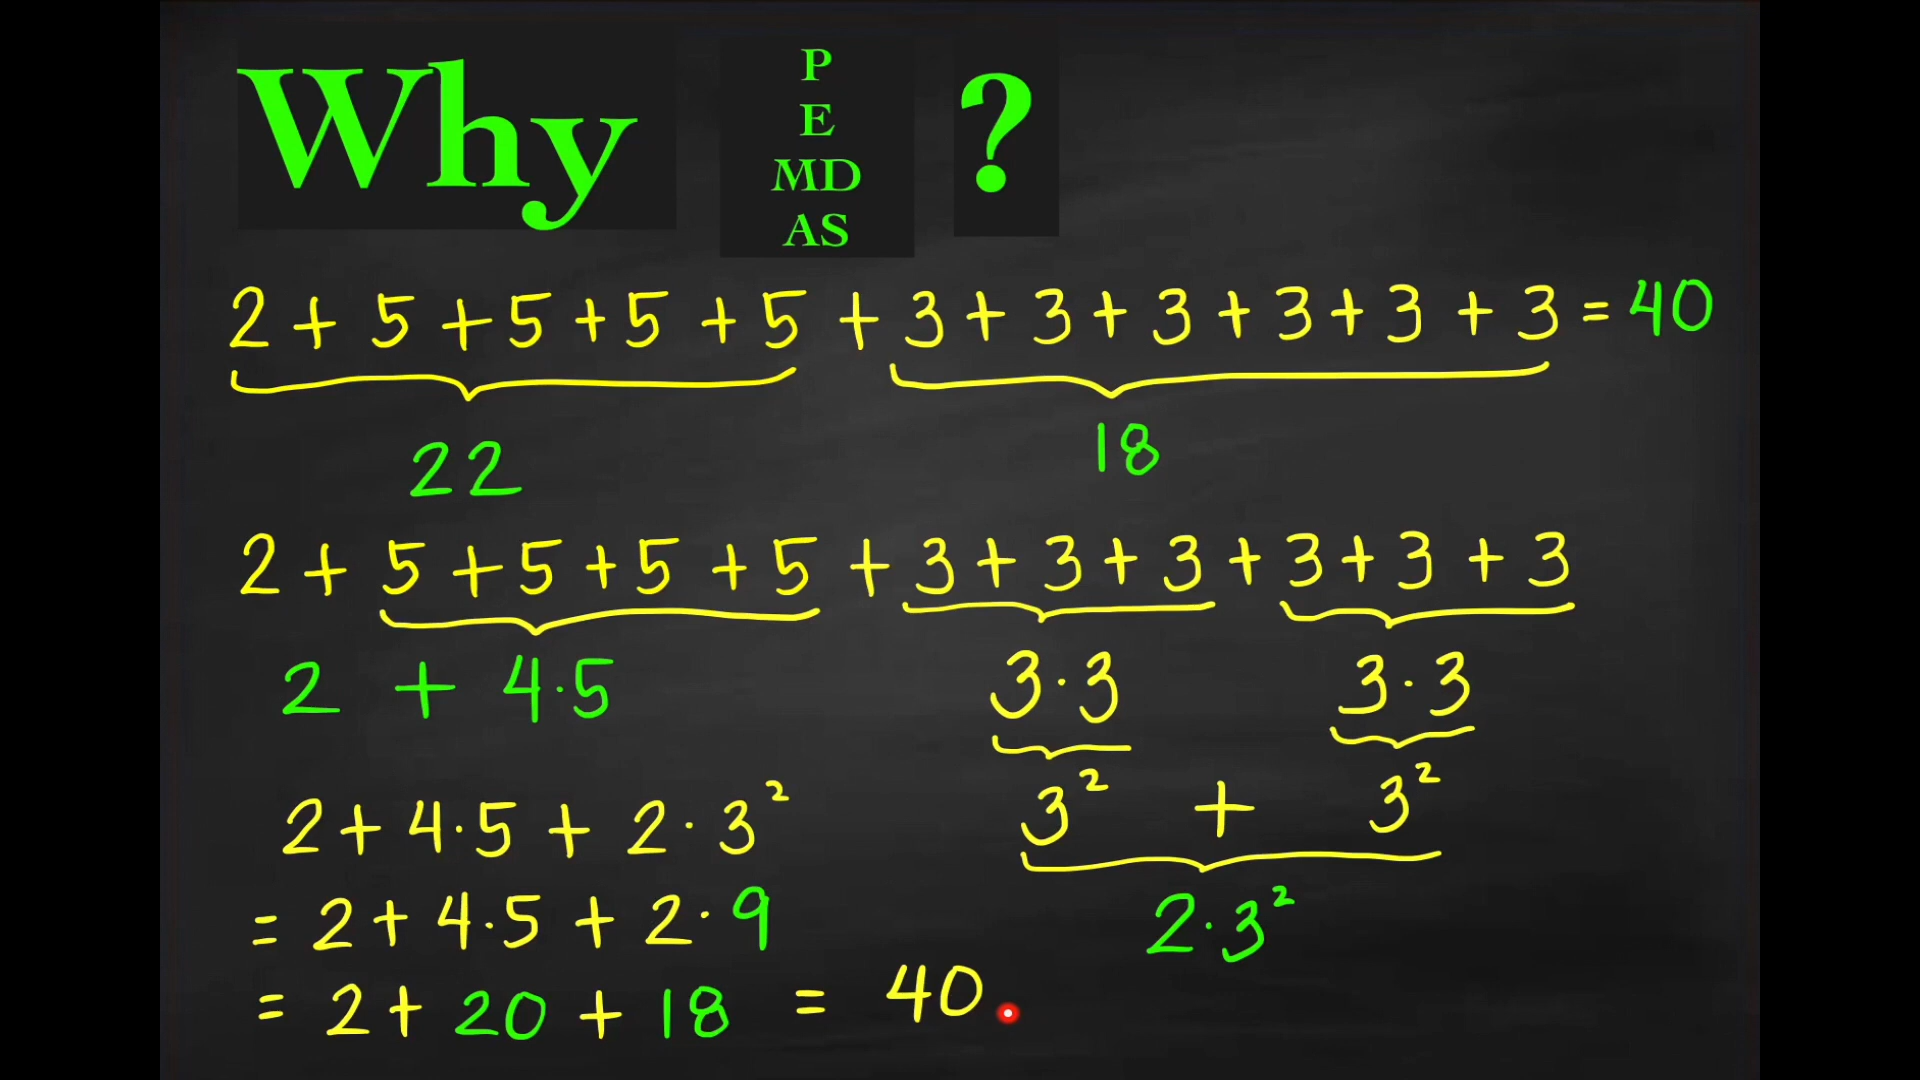 Why P E MD AS ?
2 + 5 + 5 + 5 + 5 + 3 + 3 + 3 + 3 + 3 + 3 = 40
22 18
2 + 5 + 5 + 5 + 5 + 3 + 3 + 3 + 3 + 3 + 3
2 + 4·5 3·3 3·3
2 + 4·5 + 2·3² 3² + 3²
= 2 + 4·5 + 2·9 2·3²
= 2 + 20 + 18 = 40